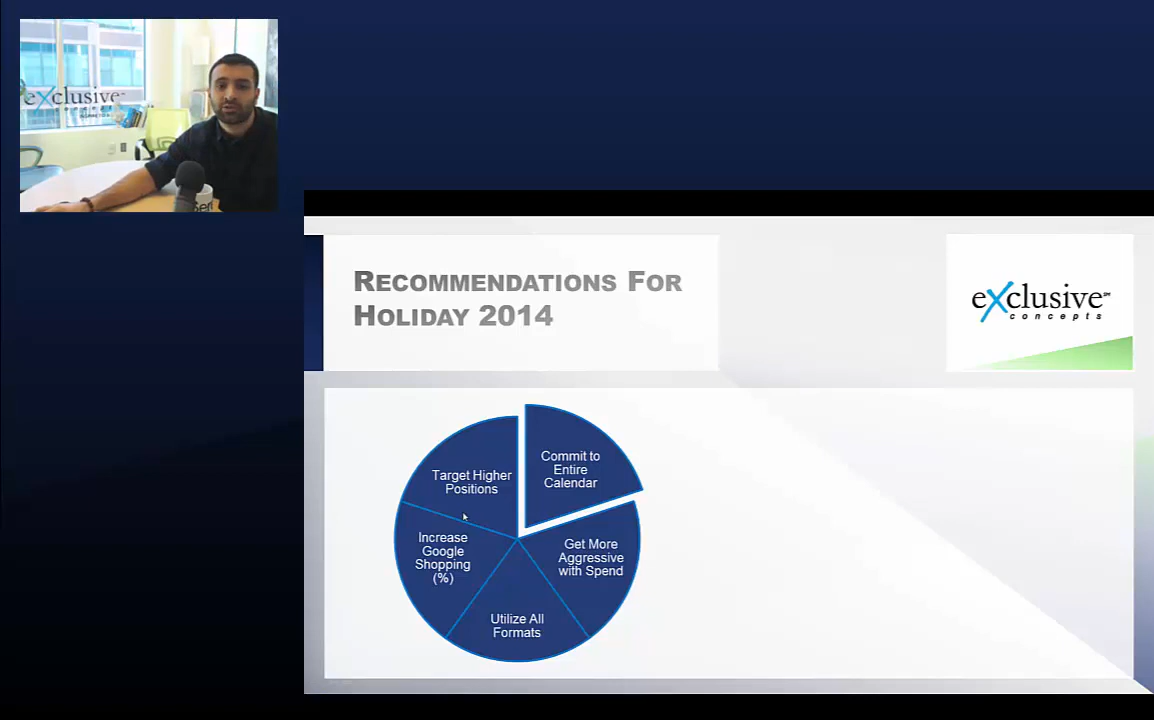 eXclusive
RECOMMENDATIONS FOR
HOLIDAY 2014
eXclusive
concepts
Commit to
Entire
Calendar
Get More
Aggressive
with Spend
Utilize All
Formats
Increase
Google
Shopping
(%)
Target Higher
Positions